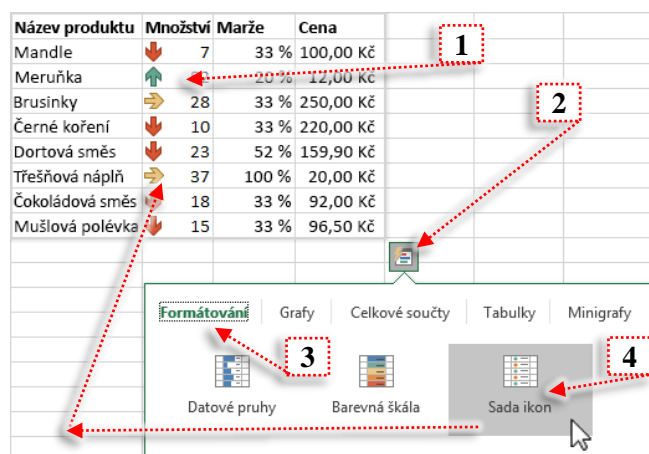 Název produktu Množství Marže Cena
1
Mandle 7 33 % 100,00 Kč
Meruňka 20 % 12,00 Kč
2
Brusinky 28 33 % 250,00 Kč
Černé koření 10 33 % 220,00 Kč
Dortová směs 23 52 % 159,90 Kč
Třešňová náplň 37 100 % 20,00 Kč
Čokoládová směs 18 33 % 92,00 Kč
Mušlová polévka 15 33 % 96,50 Kč
Formátování Grafy Celkové součty Tabulky Minigrafy
3
4
Datové pruhy Barevná škála Sada ikon